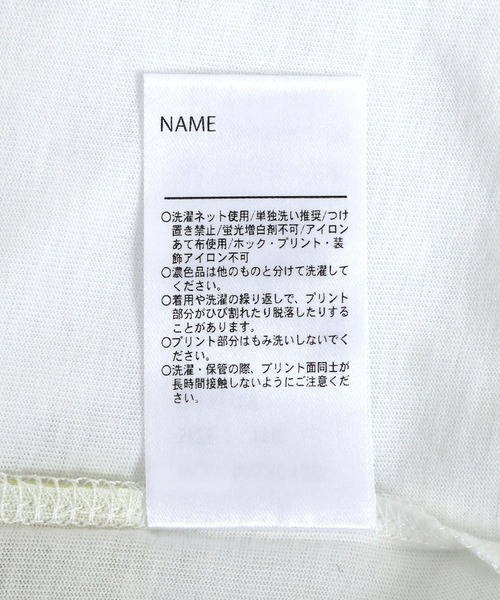 NAME
○洗濯ネット使用/単独洗い推奨/つけ
置き禁止/蛍光増白剤不可/アイロン
あて布使用/ホック・プリント・装
飾アイロン不可
○濃色品は他のものと分けて洗濯して
ください。
○着用や洗濯の繰り返しで、プリント
部分がひび割れたり脱落したりする
ことがあります。
○プリント部分はもみ洗いしないでく
ださい。
○洗濯・保管の際、プリント面同士が
長時間接触しないようにご注意くだ
さい。